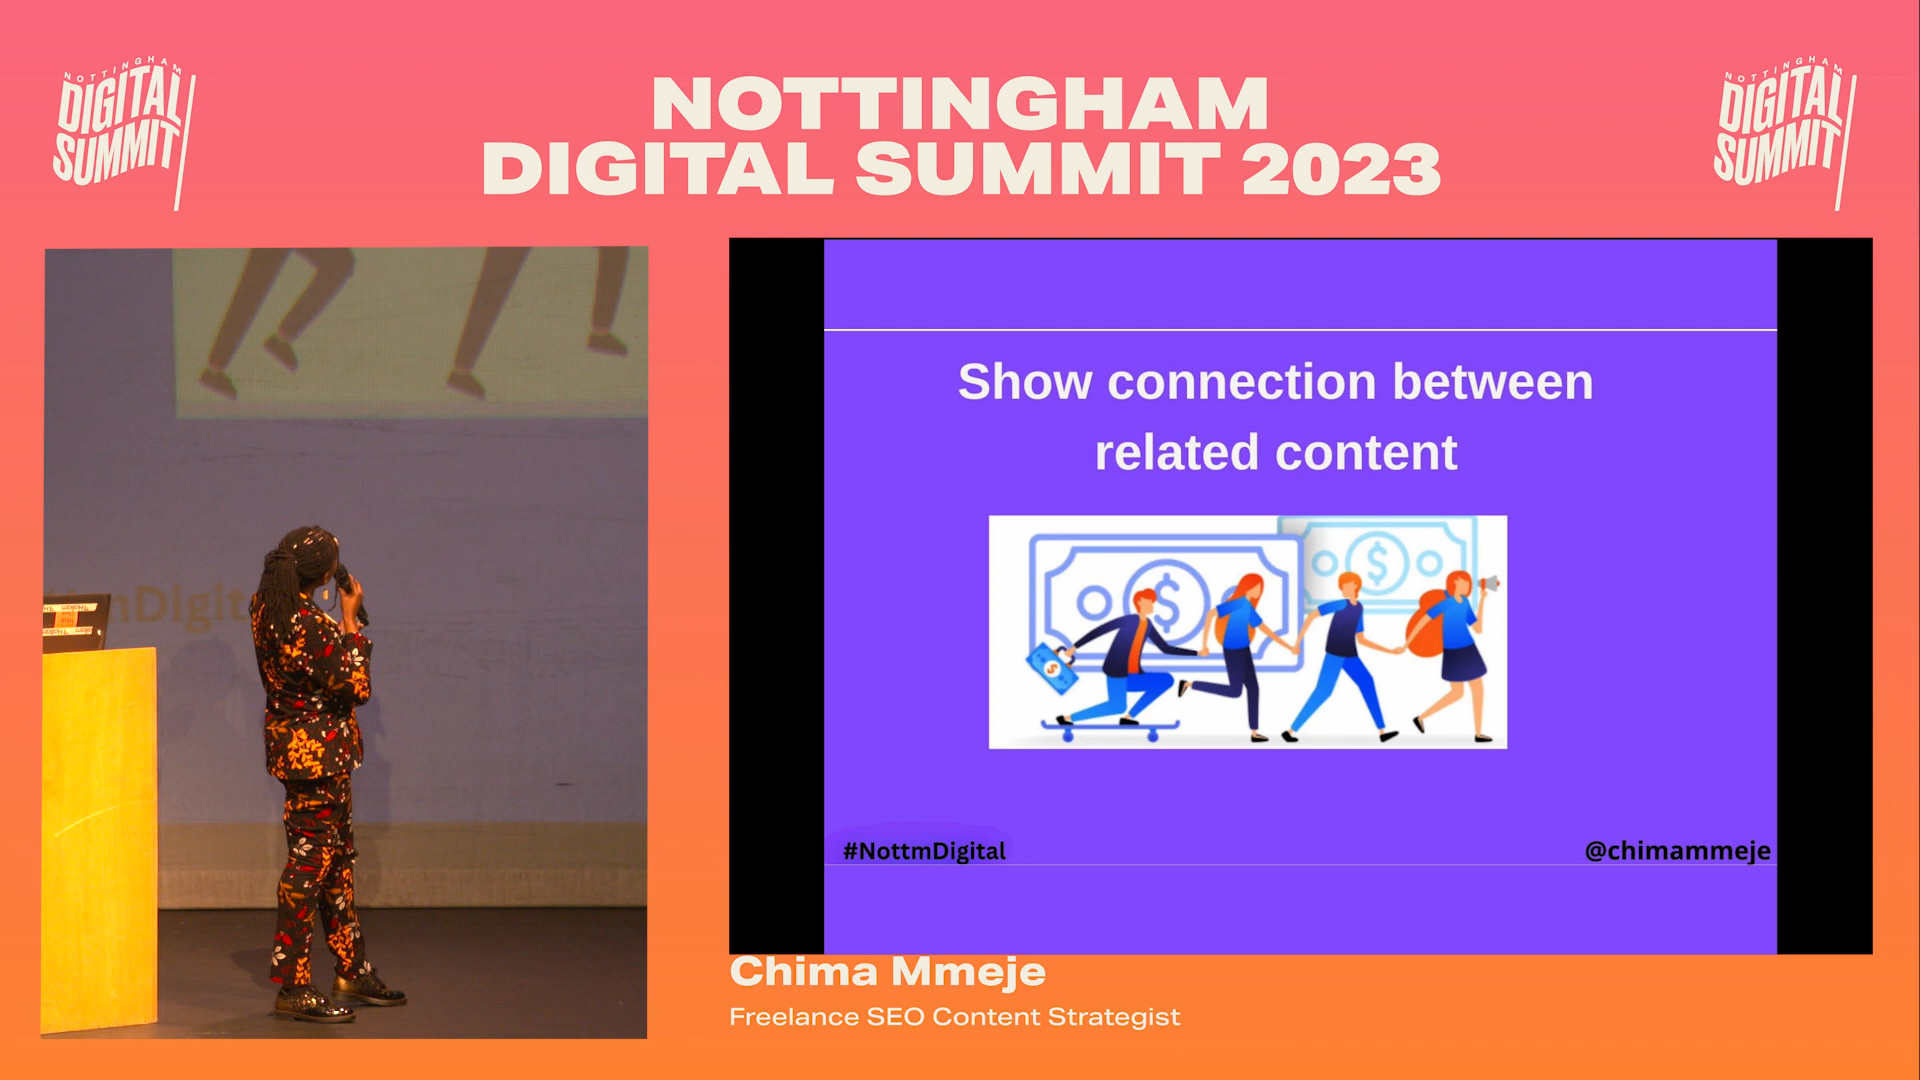 NOTTINGHAM
DIGITAL
SUMMIT
NOTTINGHAM
DIGITAL SUMMIT 2023
NOTTINGHAM
DIGITAL
SUMMIT
Show connection between
related content
#NottmDigital
@chimammeje
Chima Mmeje
Freelance SEO Content Strategist